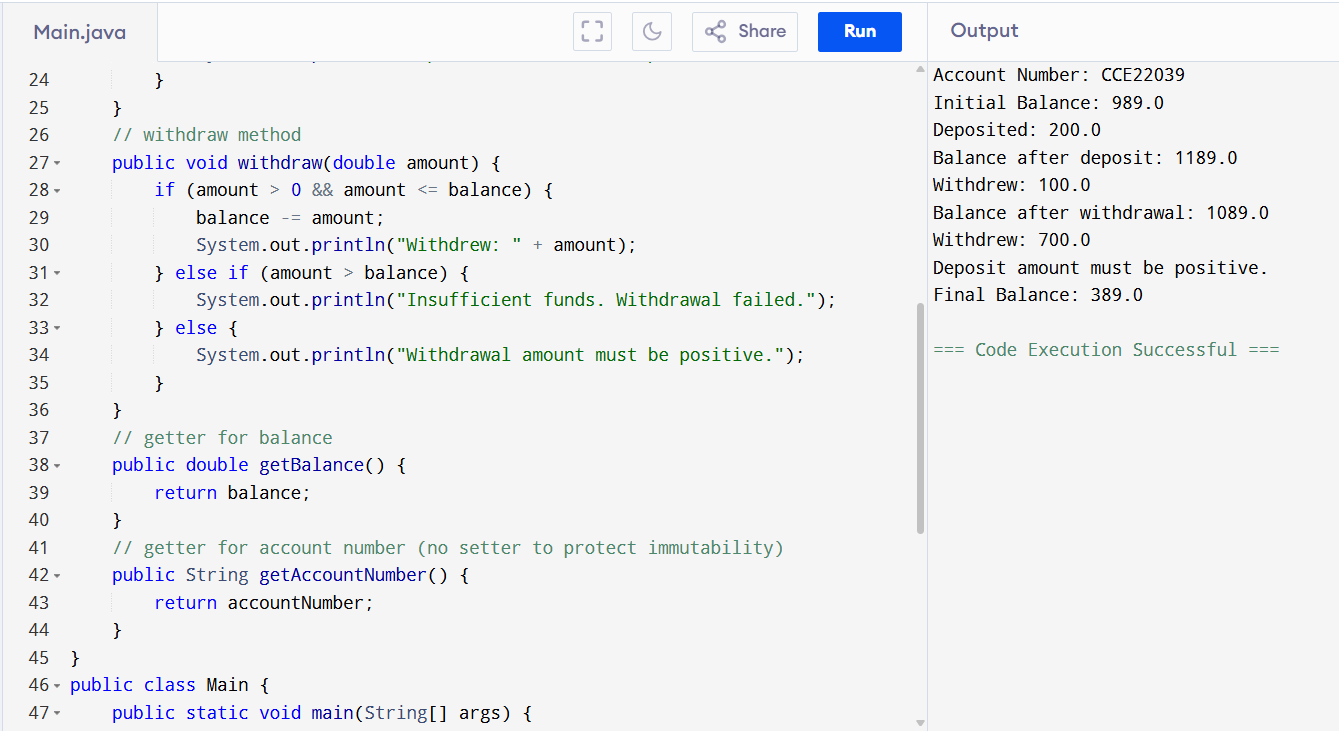 Main.java
Share
Run
Output
24 }
25 }
26 // withdraw method
27 public void withdraw(double amount) {
28 if (amount > 0 && amount <= balance) {
29 balance -= amount;
30 System.out.println("Withdrew: " + amount);
31 } else if (amount > balance) {
32 System.out.println("Insufficient funds. Withdrawal failed.");
33 } else {
34 System.out.println("Withdrawal amount must be positive.");
35 }
36 }
37 // getter for balance
38 public double getBalance() {
39 return balance;
40 }
41 // getter for account number (no setter to protect immutability)
42 public String getAccountNumber() {
43 return accountNumber;
44 }
45 }
46 public class Main {
47 public static void main(String[] args) {
Account Number: CCE22039
Initial Balance: 989.0
Deposited: 200.0
Balance after deposit: 1189.0
Withdrew: 100.0
Balance after withdrawal: 1089.0
Withdrew: 700.0
Deposit amount must be positive.
Final Balance: 389.0
=== Code Execution Successful ===